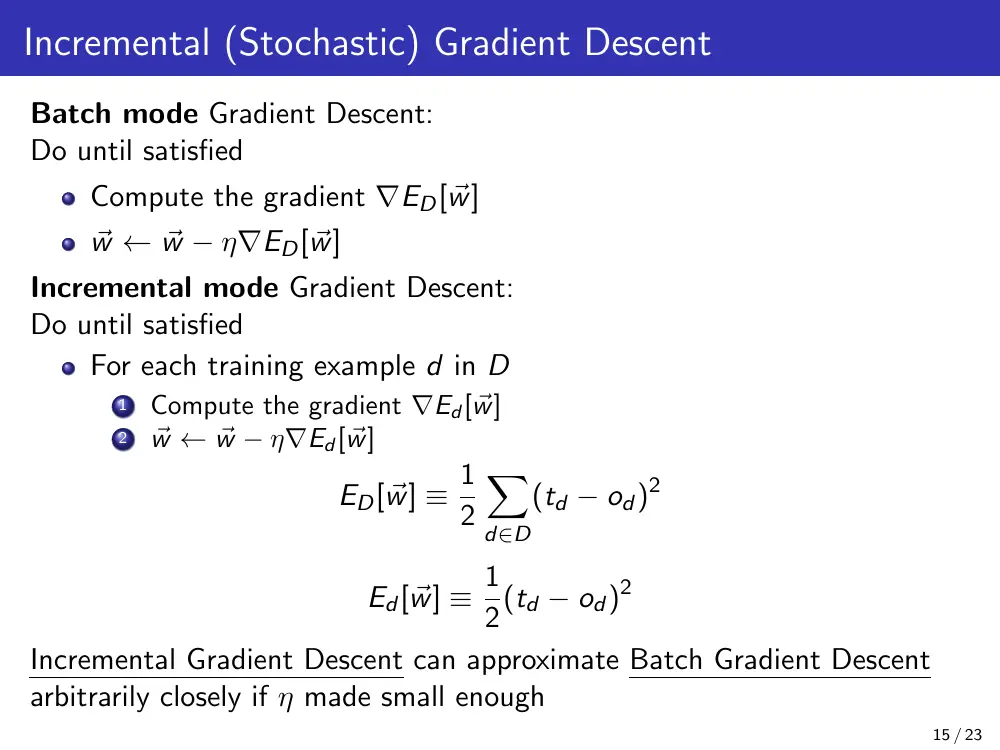 Incremental (Stochastic) Gradient Descent
Batch mode Gradient Descent:
Do until satisfied
Compute the gradient ∇E_D[w⃗]
w⃗ ← w⃗ − η∇E_D[w⃗]
Incremental mode Gradient Descent:
Do until satisfied
For each training example d in D
1 Compute the gradient ∇E_d[w⃗]
2 w⃗ ← w⃗ − η∇E_d[w⃗]
E_D[w⃗] ≡ 1/2 ∑_{d∈D} (t_d − o_d)²
E_d[w⃗] ≡ 1/2 (t_d − o_d)²
Incremental Gradient Descent can approximate Batch Gradient Descent
arbitrarily closely if η made small enough
15 / 23